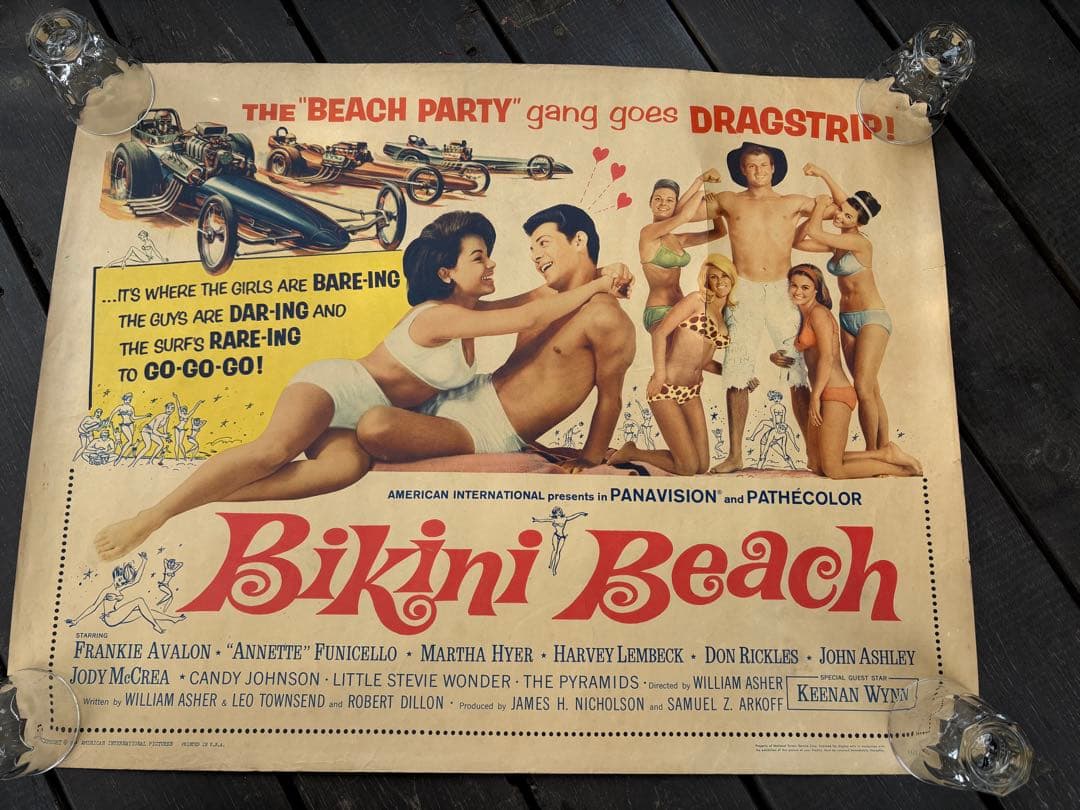 THE "BEACH PARTY" gang goes DRAGSTRIP!
...IT'S WHERE THE GIRLS ARE BARE-ING
THE GUYS ARE DAR-ING AND
THE SURF'S RARE-ING
TO GO-GO-GO!
AMERICAN INTERNATIONAL presents in PANAVISION® and PATHÉCOLOR
Bikini Beach
STARRING
FRANKIE AVALON • "ANNETTE" FUNICELLO • MARTHA HYER • HARVEY LEMBECK • DON RICKLES • JOHN ASHLEY
JODY McCREA • CANDY JOHNSON • LITTLE STEVIE WONDER • THE PYRAMIDS • Directed by WILLIAM ASHER
SPECIAL GUEST STAR
KEENAN WYNN
Written by WILLIAM ASHER & LEO TOWNSEND and ROBERT DILLON • Produced by JAMES H. NICHOLSON and SAMUEL Z. ARKOFF
AMERICAN INTERNATIONAL PICTURES PRINTED IN U.S.A.